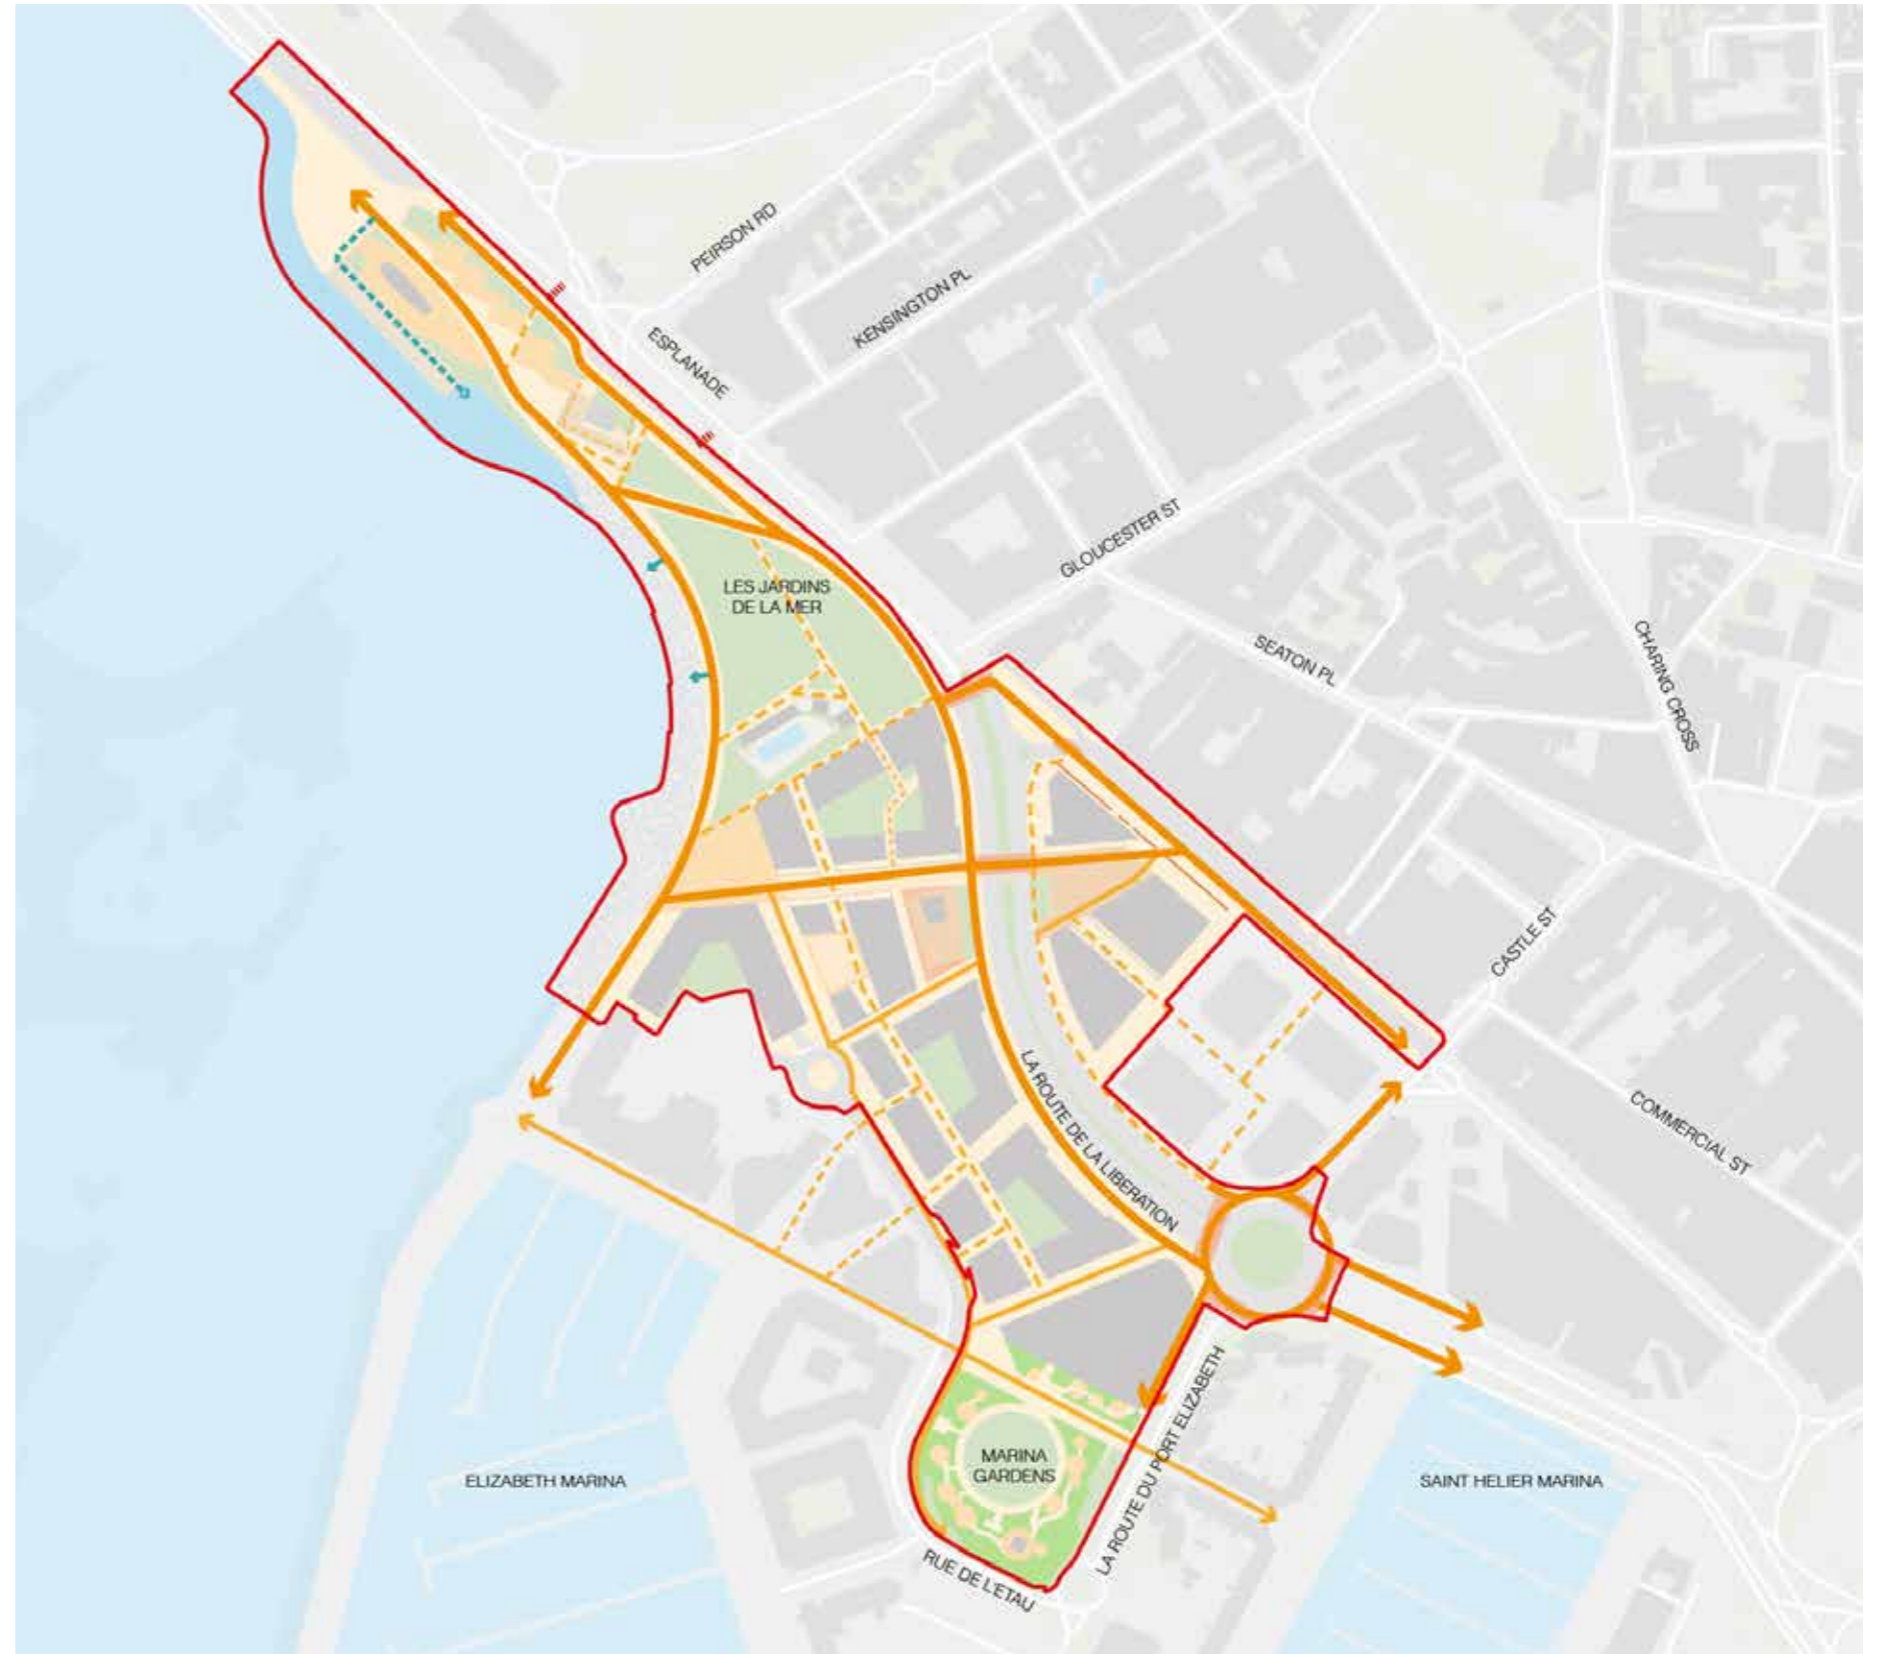 PEIRSON RD
KENSINGTON PL
ESPLANADE
GLOUCESTER ST
LES JARDINS
DE LA MER
SEATON PL
CHARING CROSS
CASTLE ST
LA ROUTE DE LA LIBERATION
COMMERCIAL ST
LA ROUTE DU PORT ELIZABETH
MARINA
GARDENS
ELIZABETH MARINA
SAINT HELIER MARINA
RUE DE L'ETAU